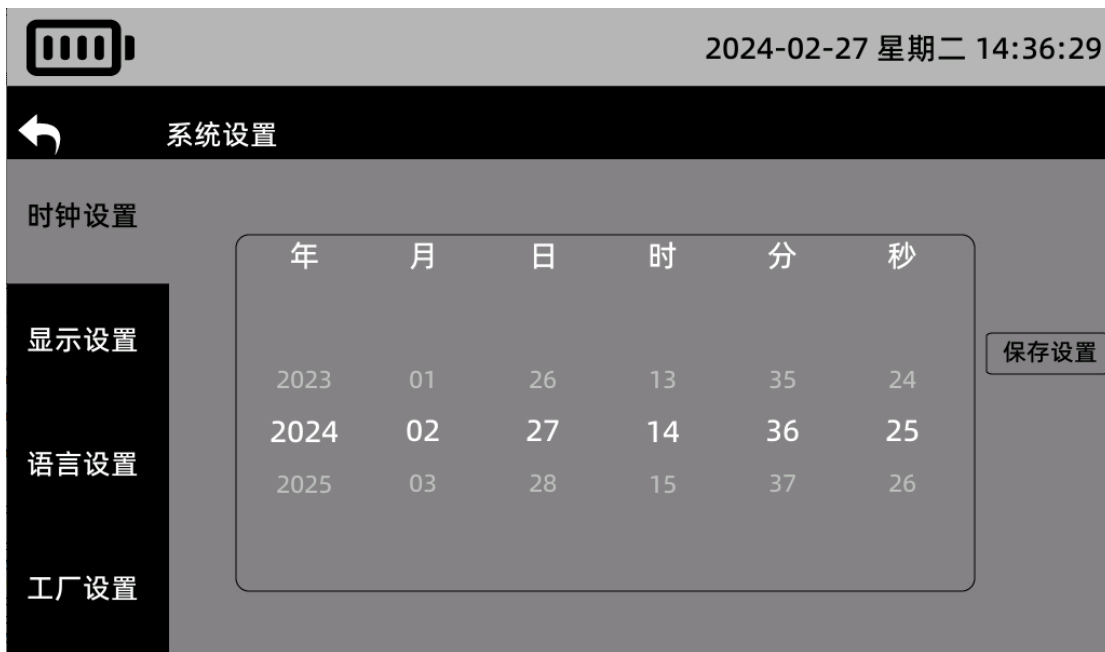 2024-02-27 星期二 14:36:29
系统设置
时钟设置
年 月 日 时 分 秒
显示设置
保存设置
2023 01 26 13 35 24
2024 02 27 14 36 25
语言设置
2025 03 28 15 37 26
工厂设置